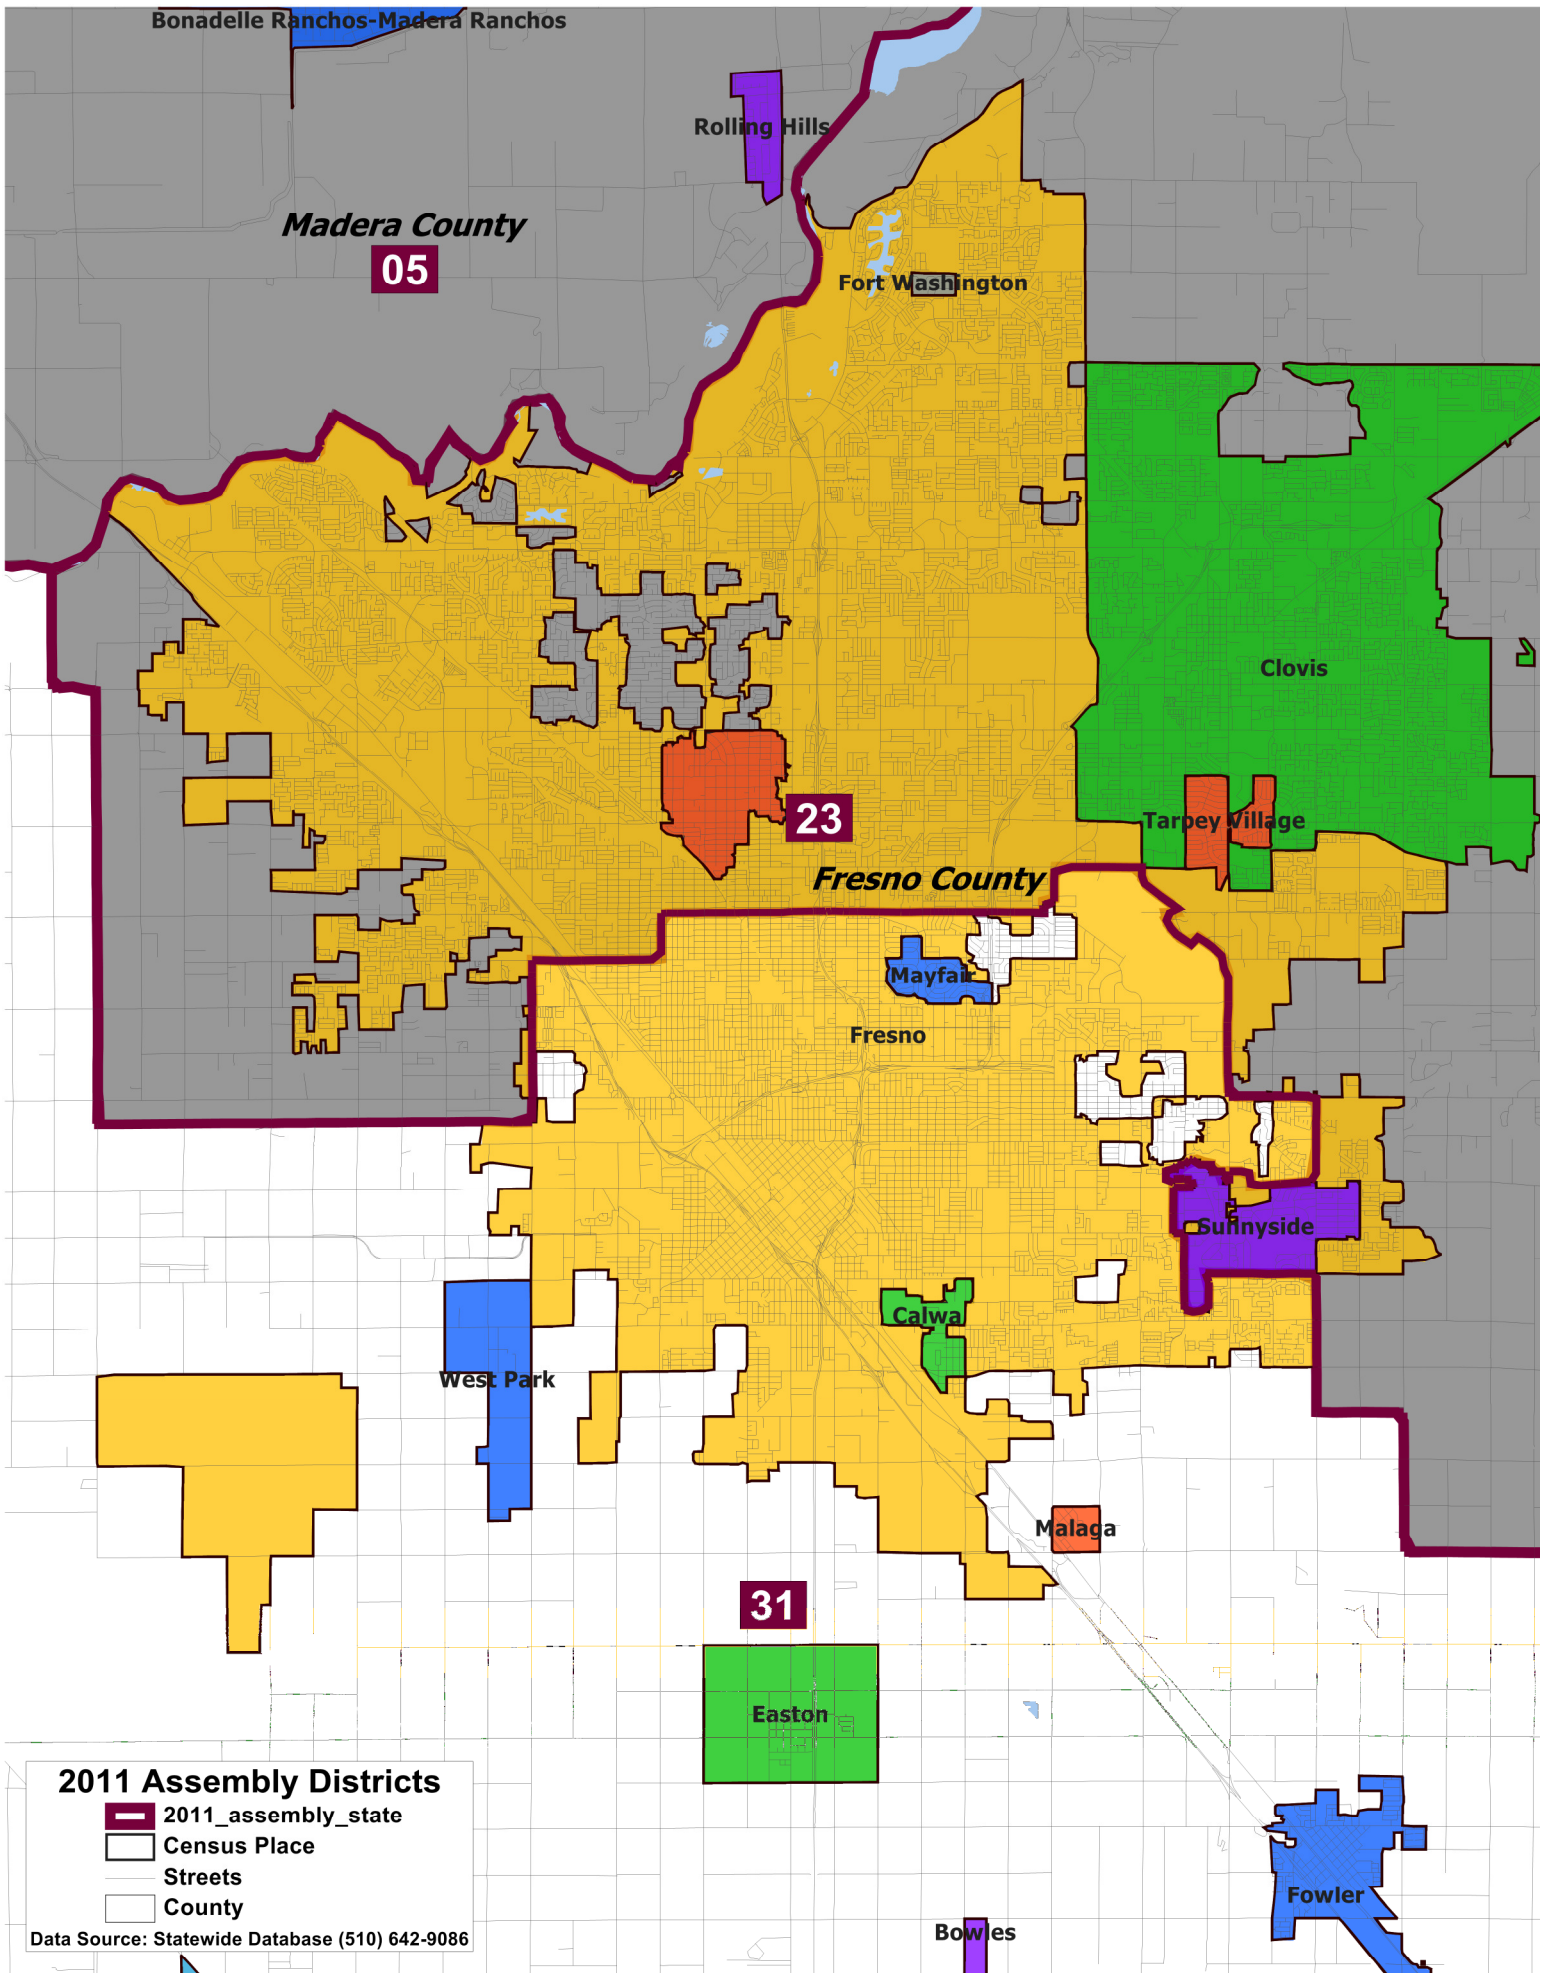 Bonadelle Ranchos-Madera Ranchos
Rolling Hills
Madera County
05
Fort Washington
Clovis
23
Tarpey Village
Fresno County
Mayfair
Fresno
Sunnyside
Calwa
West Park
Malaga
31
Easton
2011 Assembly Districts
2011_assembly_state
Census Place
Streets
County
Data Source: Statewide Database (510) 642-9086
Fowler
Bowles